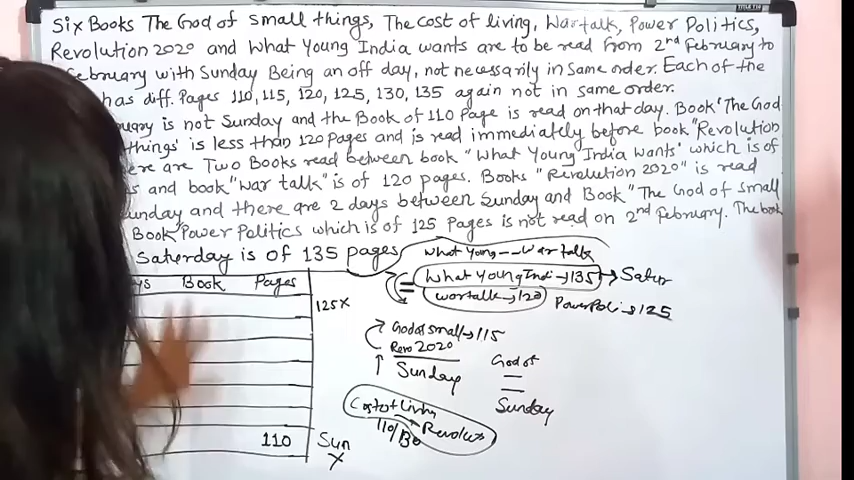 Six Books The God of Small things, The cost of living, War talk, Power Politics,
Revolution 2020 and What Young India wants are to be read From 2nd February to
February with Sunday Being an off day, not necessarily in Same order. Each of the
has diff. Pages 110, 115, 120, 125, 130, 135 again not in same order.
uary is not Sunday and the Book of 110 Page is read on that day. Book 'The God
things' is less than 120 pages and is read immediately before book "Revolution
ere are Two Books read between book "What Young India Wants" which is of
s and book "War talk" is of 120 pages. Books "Revolution 2020" is read
unday and there are 2 days between Sunday and Book "The God of small
Book Power Politics which is of 125 Pages is not read on 2nd February. The book
Saturday is of 135 pages
What Young -- War talk
ys Book Pages
What Young Indi → 135 → Satur
125 x
wortalk → 120
PowerPoli → 125
Godof small → 115
Revo 2020
Sunday
God of
Sunday
Cost of Living
110/130
Revolu
110
Sun
x